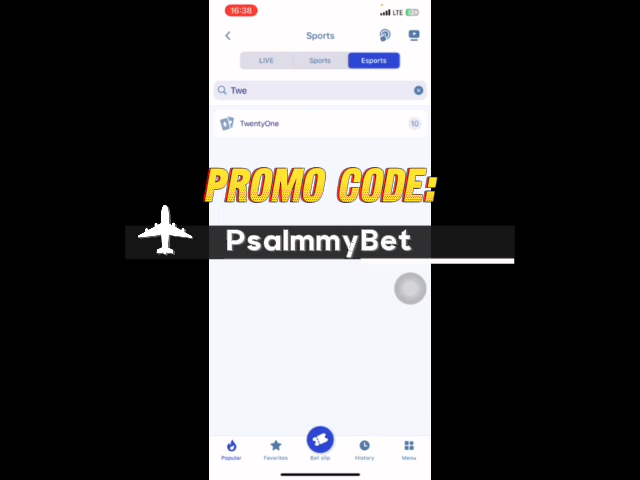 16:38
LTE
Sports
LIVE
Sports
Esports
Twe
TwentyOne
10
PROMO CODE:
PsalmmyBet
Popular
Favorites
Bet slip
History
Menu